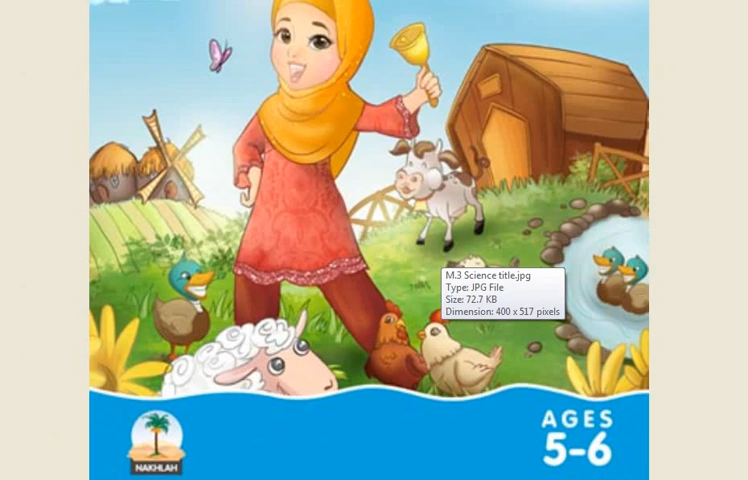 M.3 Science title.jpg
Type: JPG File
Size: 72.7 KB
Dimension: 400 x 517 pixels
NAKHLAH
AGES
5-6